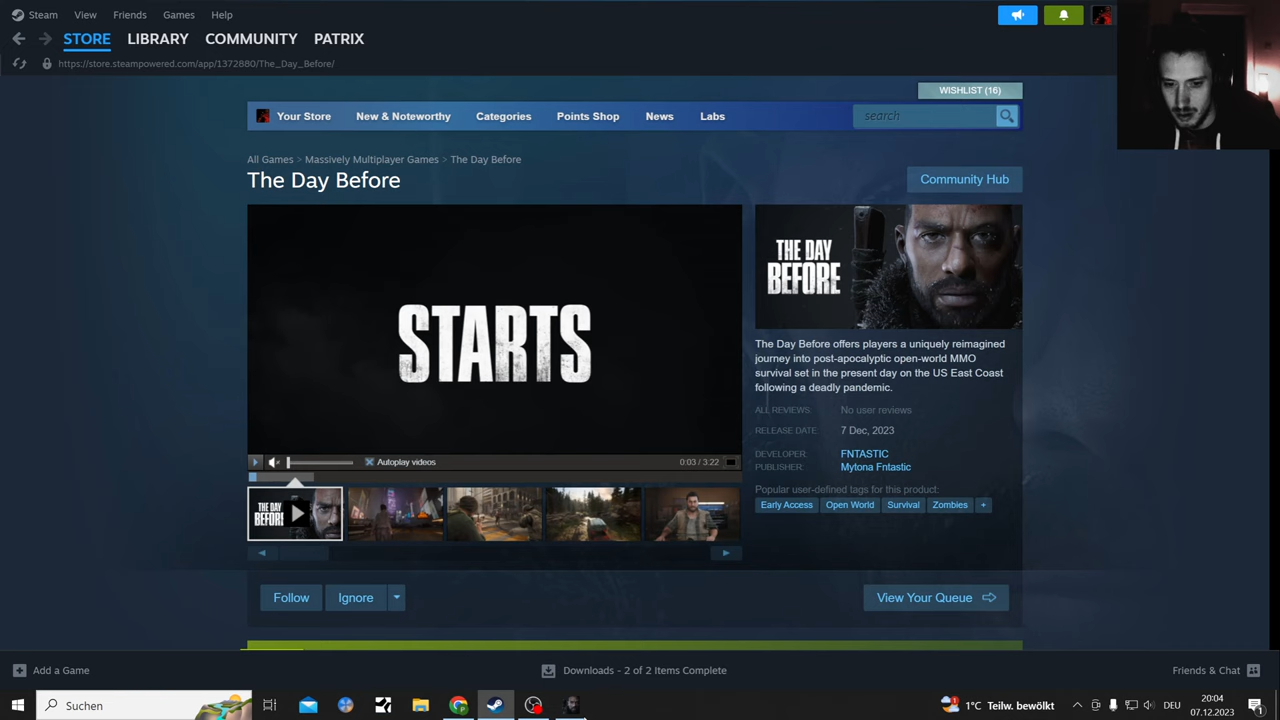 Steam View Friends Games Help
STORE LIBRARY COMMUNITY PATRIX
https://store.steampowered.com/app/1372880/The_Day_Before/
WISHLIST (16)
Your Store New & Noteworthy Categories Points Shop News Labs search
All Games > Massively Multiplayer Games > The Day Before
The Day Before
Community Hub
STARTS
THE DAY
BEFORE
The Day Before offers players a uniquely reimagined
journey into post-apocalyptic open-world MMO
survival set in the present day on the US East Coast
following a deadly pandemic.
ALL REVIEWS: No user reviews
RELEASE DATE: 7 Dec, 2023
DEVELOPER: FNTASTIC
PUBLISHER: Mytona Fntastic
Popular user-defined tags for this product:
Early Access Open World Survival Zombies +
Autoplay videos 0:03 / 3:22
THE DAY
BEFORE
Follow Ignore View Your Queue
Add a Game Downloads - 2 of 2 Items Complete Friends & Chat
Suchen 1°C Teilw. bewölkt DEU 20:04
07.12.2023